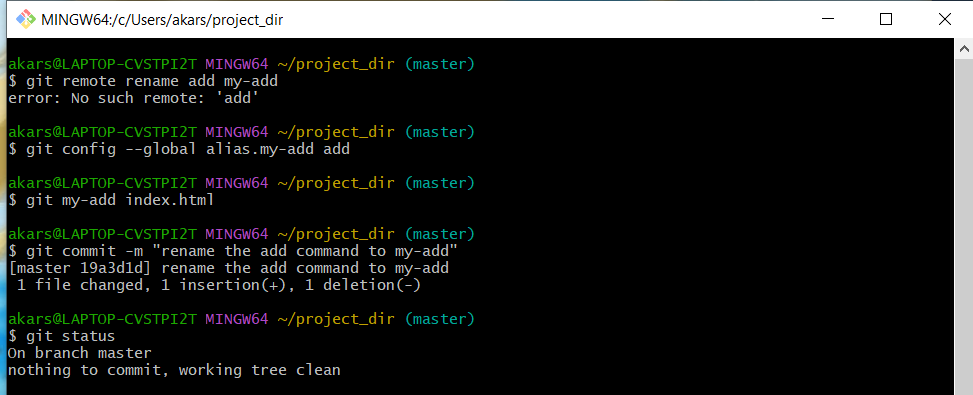 MINGW64:/c/Users/akars/project_dir
akars@LAPTOP-CVSTPI2T MINGW64 ~/project_dir (master)
$ git remote rename add my-add
error: No such remote: 'add'
akars@LAPTOP-CVSTPI2T MINGW64 ~/project_dir (master)
$ git config --global alias.my-add add
akars@LAPTOP-CVSTPI2T MINGW64 ~/project_dir (master)
$ git my-add index.html
akars@LAPTOP-CVSTPI2T MINGW64 ~/project_dir (master)
$ git commit -m "rename the add command to my-add"
[master 19a3d1d] rename the add command to my-add
 1 file changed, 1 insertion(+), 1 deletion(-)
akars@LAPTOP-CVSTPI2T MINGW64 ~/project_dir (master)
$ git status
On branch master
nothing to commit, working tree clean